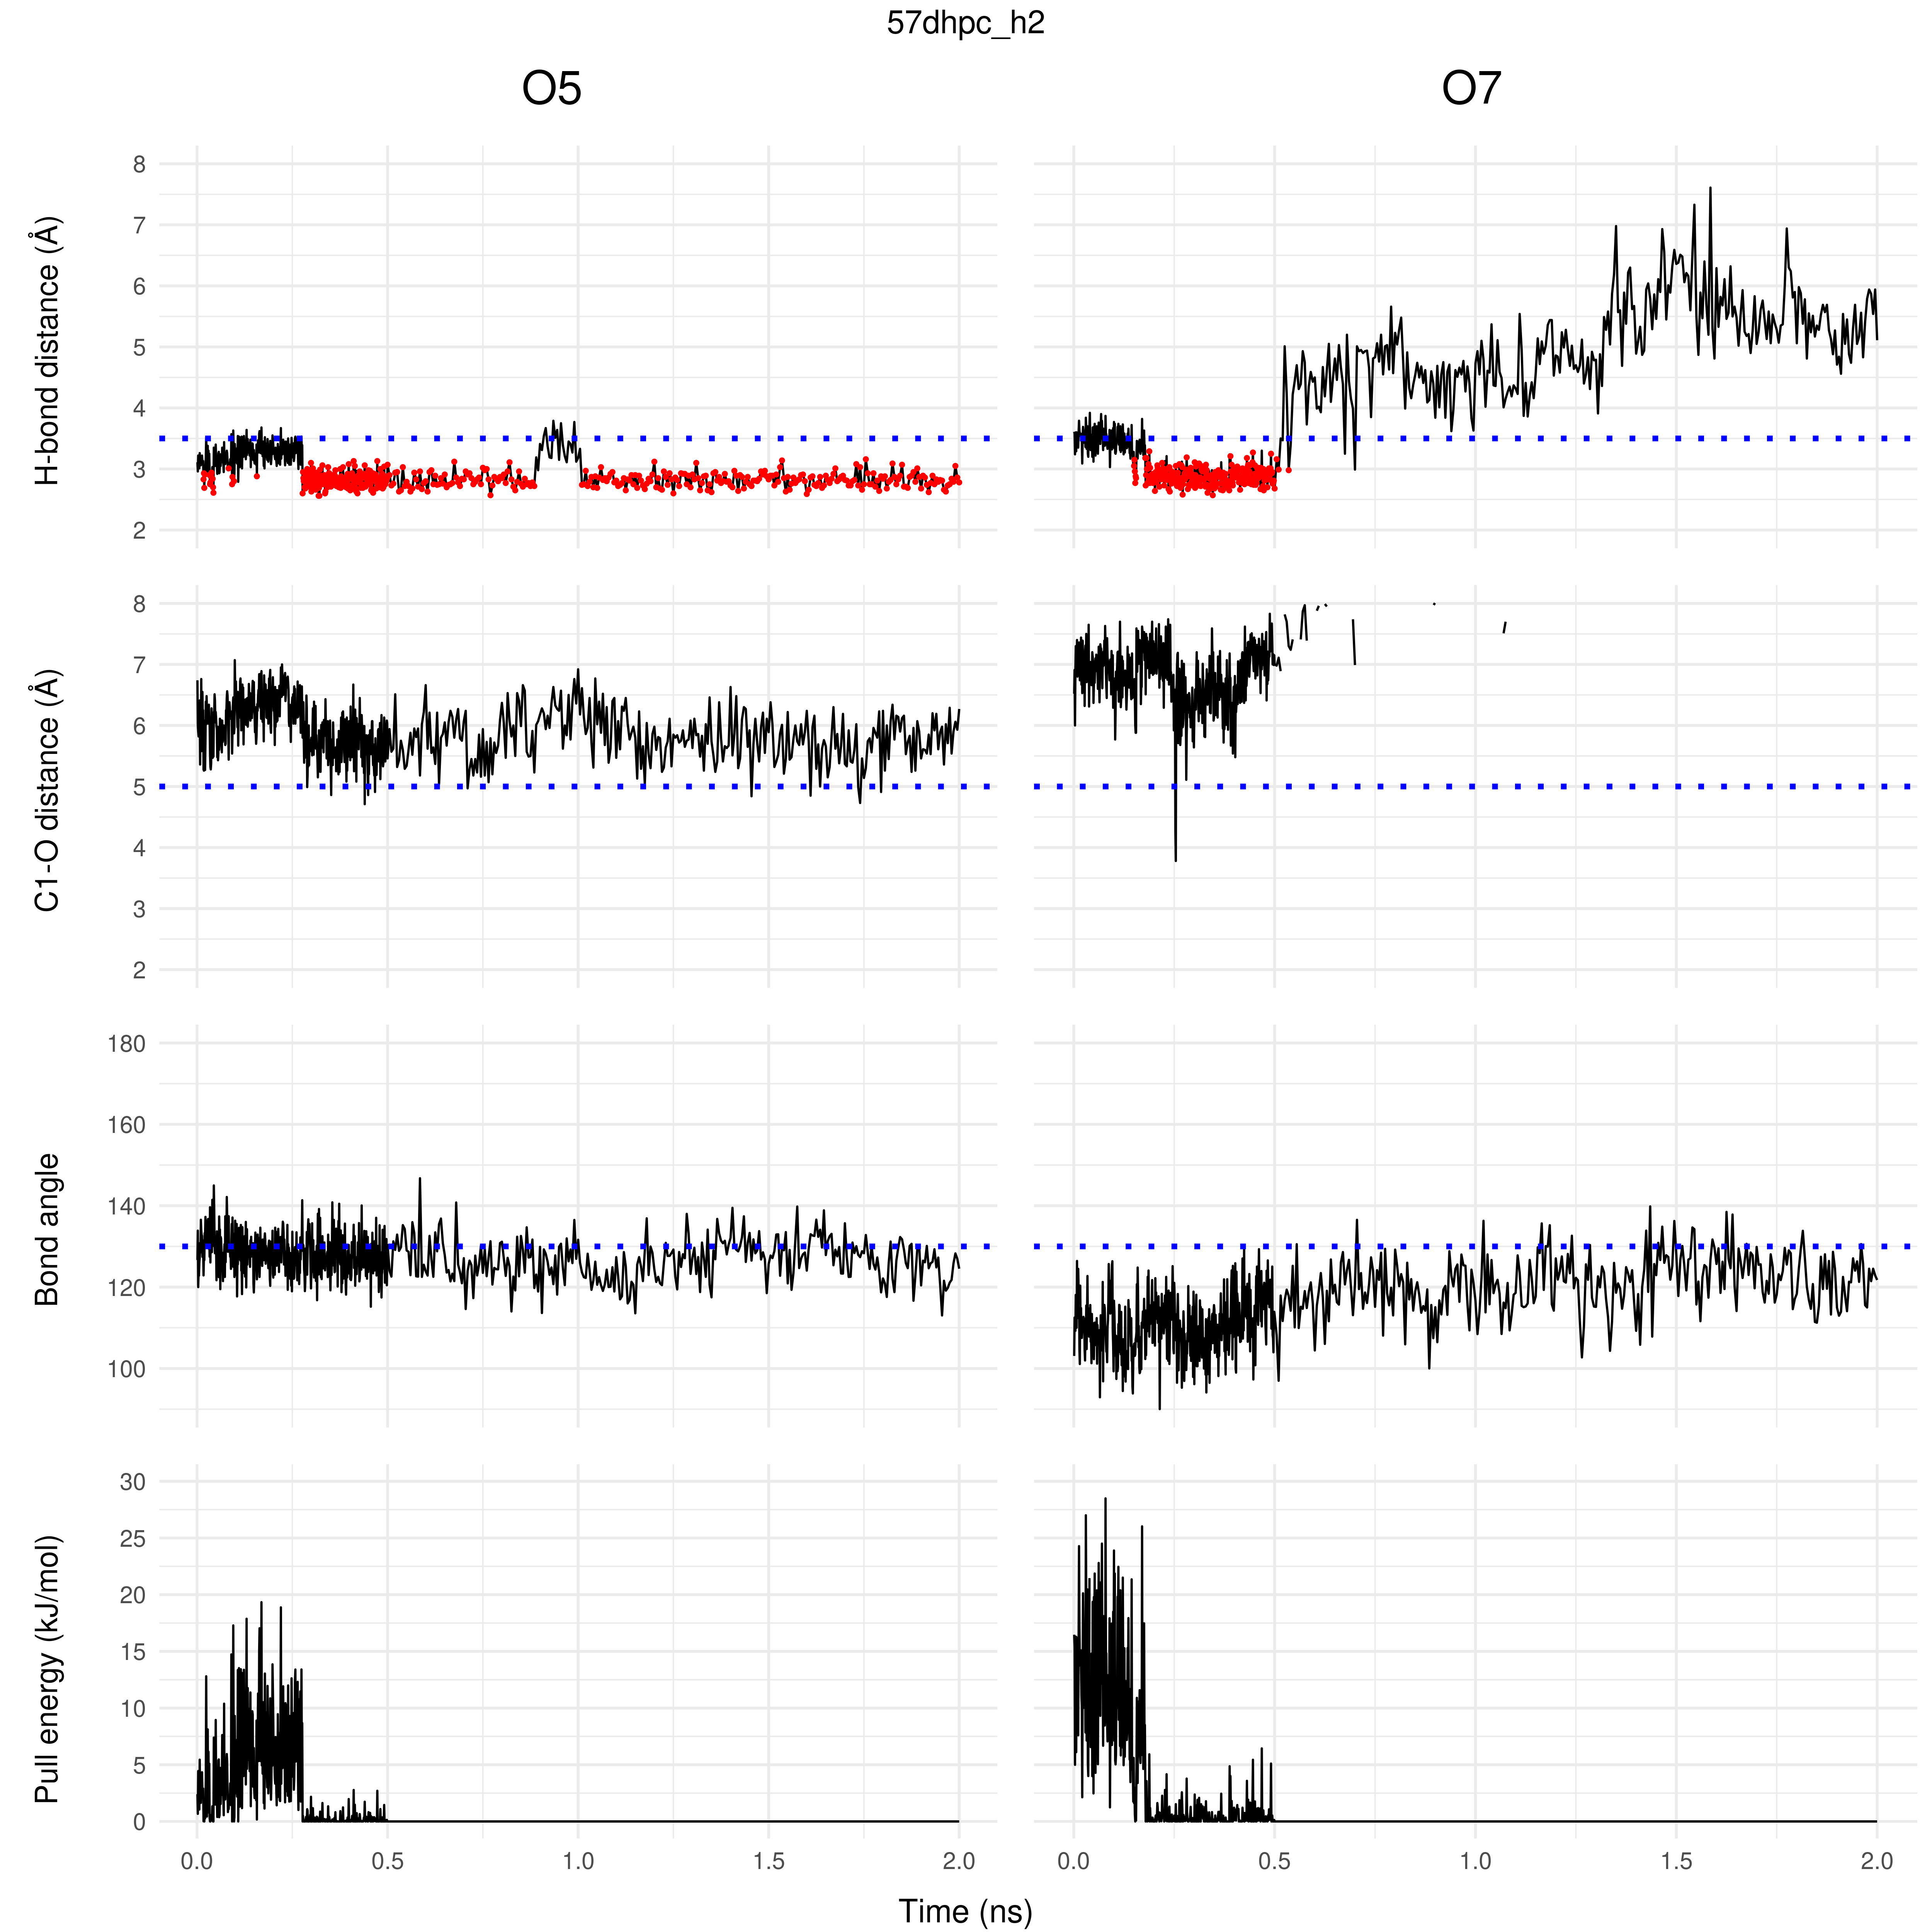 57dhpc_h2
O5
O7
H-bond distance (Å)
8
7
6
5
4
3
2
C1-O distance (Å)
8
7
6
5
4
3
2
Bond angle
180
160
140
120
100
Pull energy (kJ/mol)
30
25
20
15
10
5
0
0.0 0.5 1.0 1.5 2.0
0.0 0.5 1.0 1.5 2.0
Time (ns)